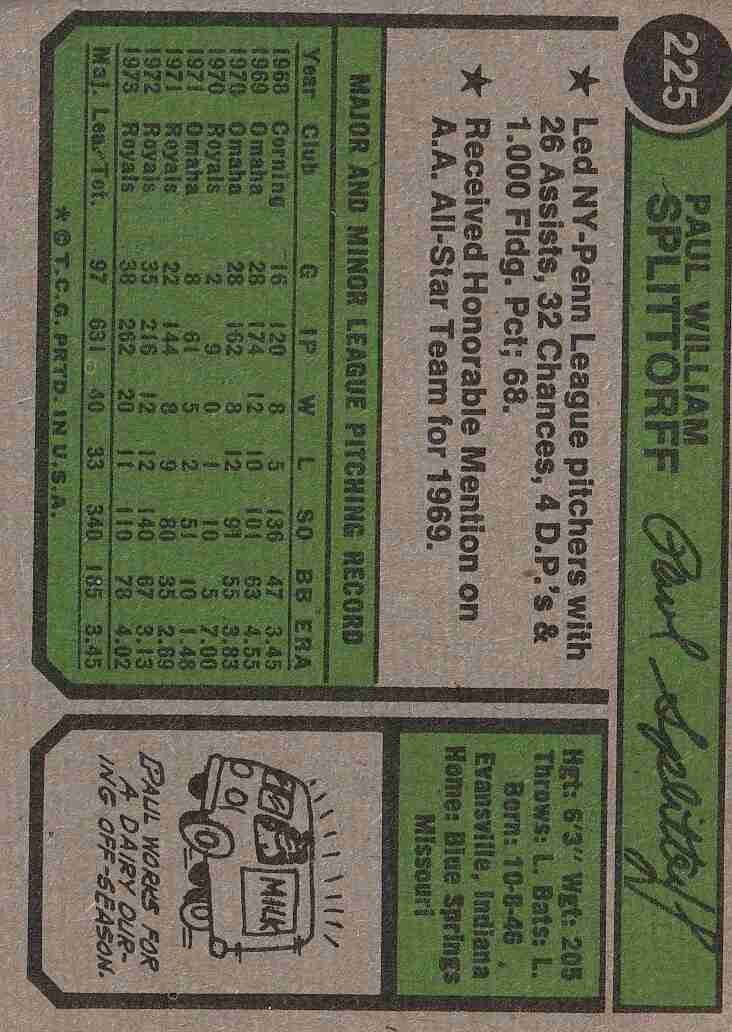 225
PAUL WILLIAM
SPLITTORFF
Paul Splittorff
★ Led NY-Penn League pitchers with
26 Assists, 32 Chances, 4 D.P.'s &
1.000 Fldg. Pct; 68.
★ Received Honorable Mention on
A.A. All-Star Team for 1969.
MAJOR AND MINOR LEAGUE PITCHING RECORD
Year Club G IP W L SO BB ERA
1968 Corning 16 120 8 5 136 47 3.45
1969 Omaha 28 174 12 10 101 63 4.55
1970 Omaha 28 162 8 12 91 55 3.83
1970 Royals 2 9 0 1 10 5 7.00
1971 Omaha 8 61 5 2 51 10 1.48
1971 Royals 22 144 8 9 80 35 2.69
1972 Royals 35 216 12 12 140 67 3.13
1973 Royals 38 262 20 11 110 78 4.02
Maj. Lea. Tot. 97 631 40 33 340 185 3.45
* © T.C.G. PRTD. IN U.S.A.
Hgt: 6'3" Wgt: 205
Throws: L. Bats: L.
Born: 10-8-46
Evansville, Indiana
Home: Blue Springs
Missouri
MILK
PAUL WORKS FOR
A DAIRY DUR-
ING OFF-SEASON.